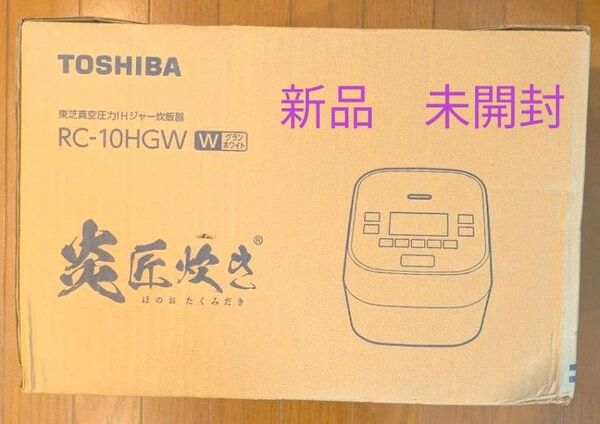 TOSHIBA
新品 未開封
東芝真空圧力IHジャー炊飯器
RC-10HGW W グランホワイト
炎匠炊き®
ほのおたくみだき